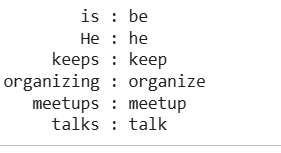 is : be
He : he
keeps : keep
organizing : organize
meetups : meetup
talks : talk